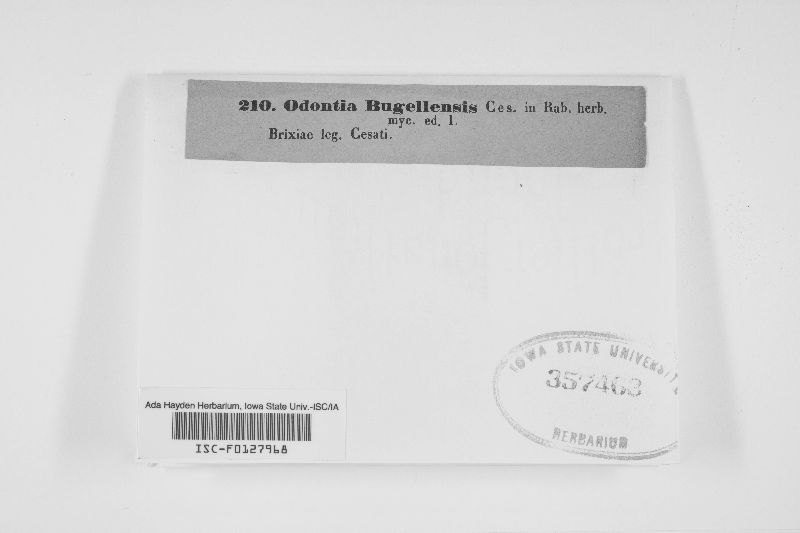 210. Odontia Bugellensis Ces. in Rab. herb.
myc. ed. 1.
Brixiae leg. Cesati.
IOWA STATE UNIVERSITY
357463
HERBARIUM
Ada Hayden Herbarium, Iowa State Univ.-ISC/IA
ISC-F0127968